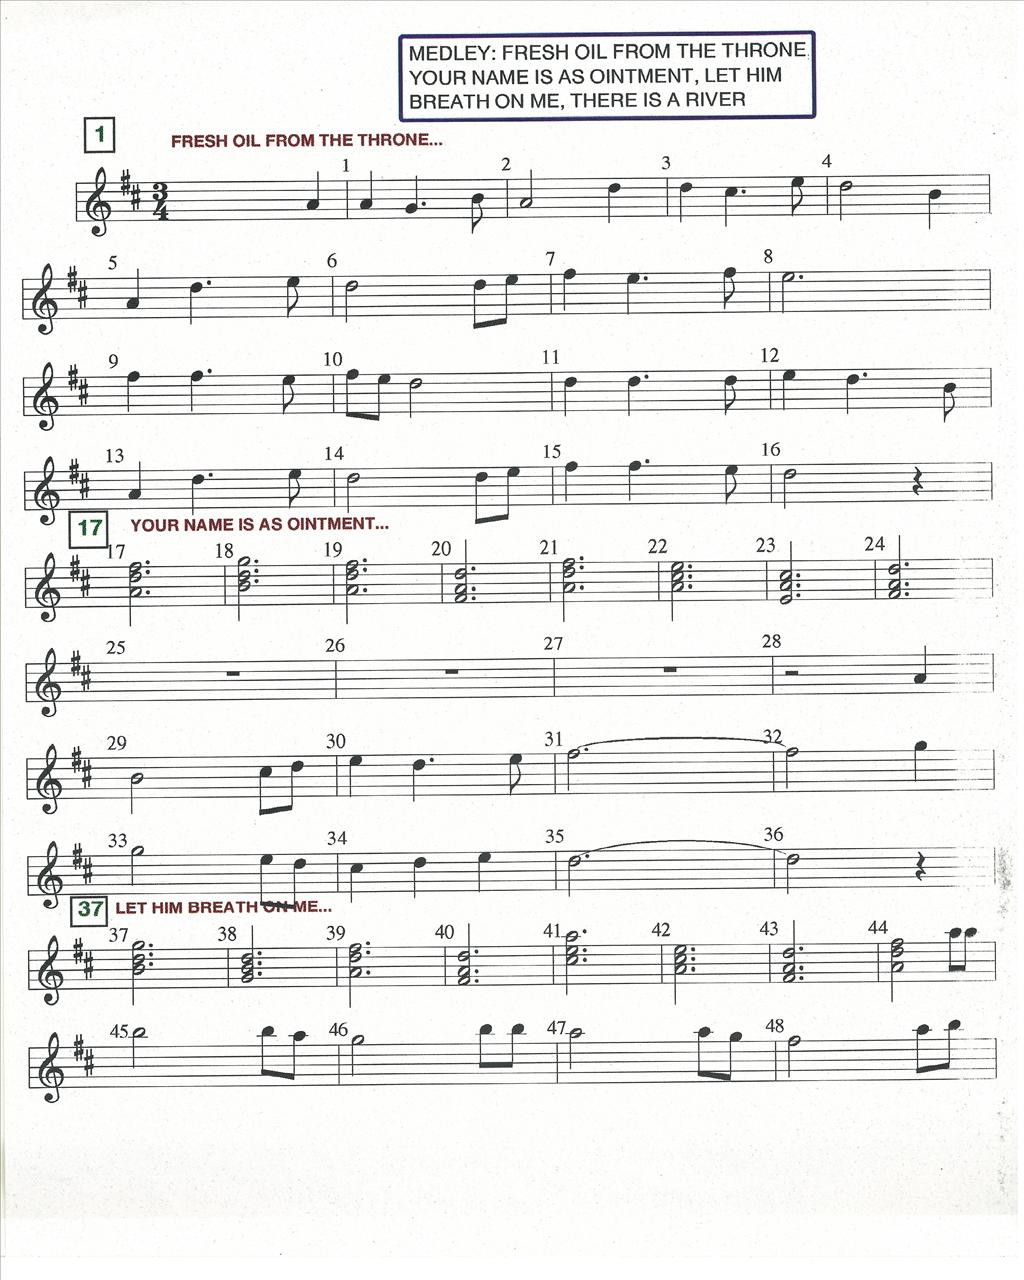 MEDLEY: FRESH OIL FROM THE THRONE
YOUR NAME IS AS OINTMENT, LET HIM
BREATH ON ME, THERE IS A RIVER
1
FRESH OIL FROM THE THRONE...
1 2 3 4
3
4
5 6 7 8
9 10 11 12
13 14 15 16
17 YOUR NAME IS AS OINTMENT...
17 18 19 20 21 22 23 24
25 26 27 28
29 30 31 32
33 34 35 36
37 LET HIM BREATH ON ME...
37 38 39 40 41 42 43 44
45 46 47 48